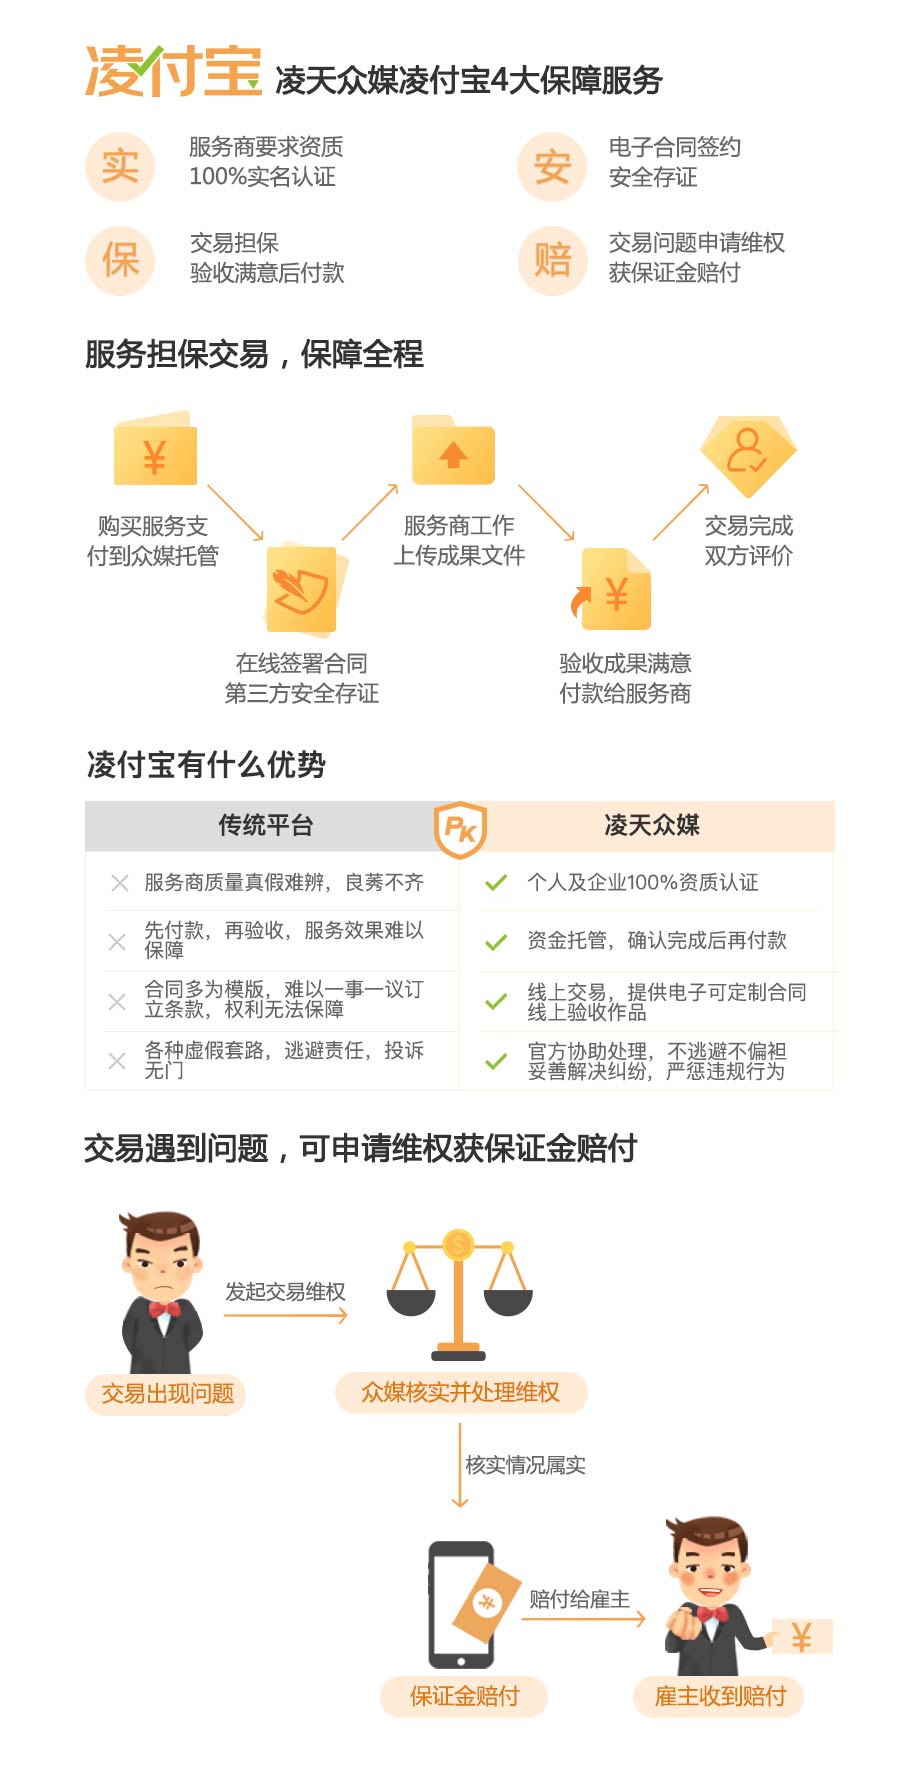 凌付宝 凌天众媒凌付宝4大保障服务
实
服务商要求资质
100%实名认证
安
电子合同签约
安全存证
保
交易担保
验收满意后付款
赔
交易问题申请维权
获保证金赔付
服务担保交易，保障全程
¥
购买服务支
付到众媒托管
在线签署合同
第三方安全存证
服务商工作
上传成果文件
¥
验收成果满意
付款给服务商
交易完成
双方评价
凌付宝有什么优势
传统平台
PK
凌天众媒
服务商质量真假难辨，良莠不齐
个人及企业100%资质认证
先付款，再验收，服务效果难以
保障
资金托管，确认完成后再付款
合同多为模版，难以一事一议订
立条款，权利无法保障
线上交易，提供电子可定制合同
线上验收作品
各种虚假套路，逃避责任，投诉
无门
官方协助处理，不逃避不偏袒
妥善解决纠纷，严惩违规行为
交易遇到问题，可申请维权获保证金赔付
发起交易维权
$
交易出现问题
众媒核实并处理维权
核实情况属实
¥
赔付给雇主
¥
保证金赔付
雇主收到赔付